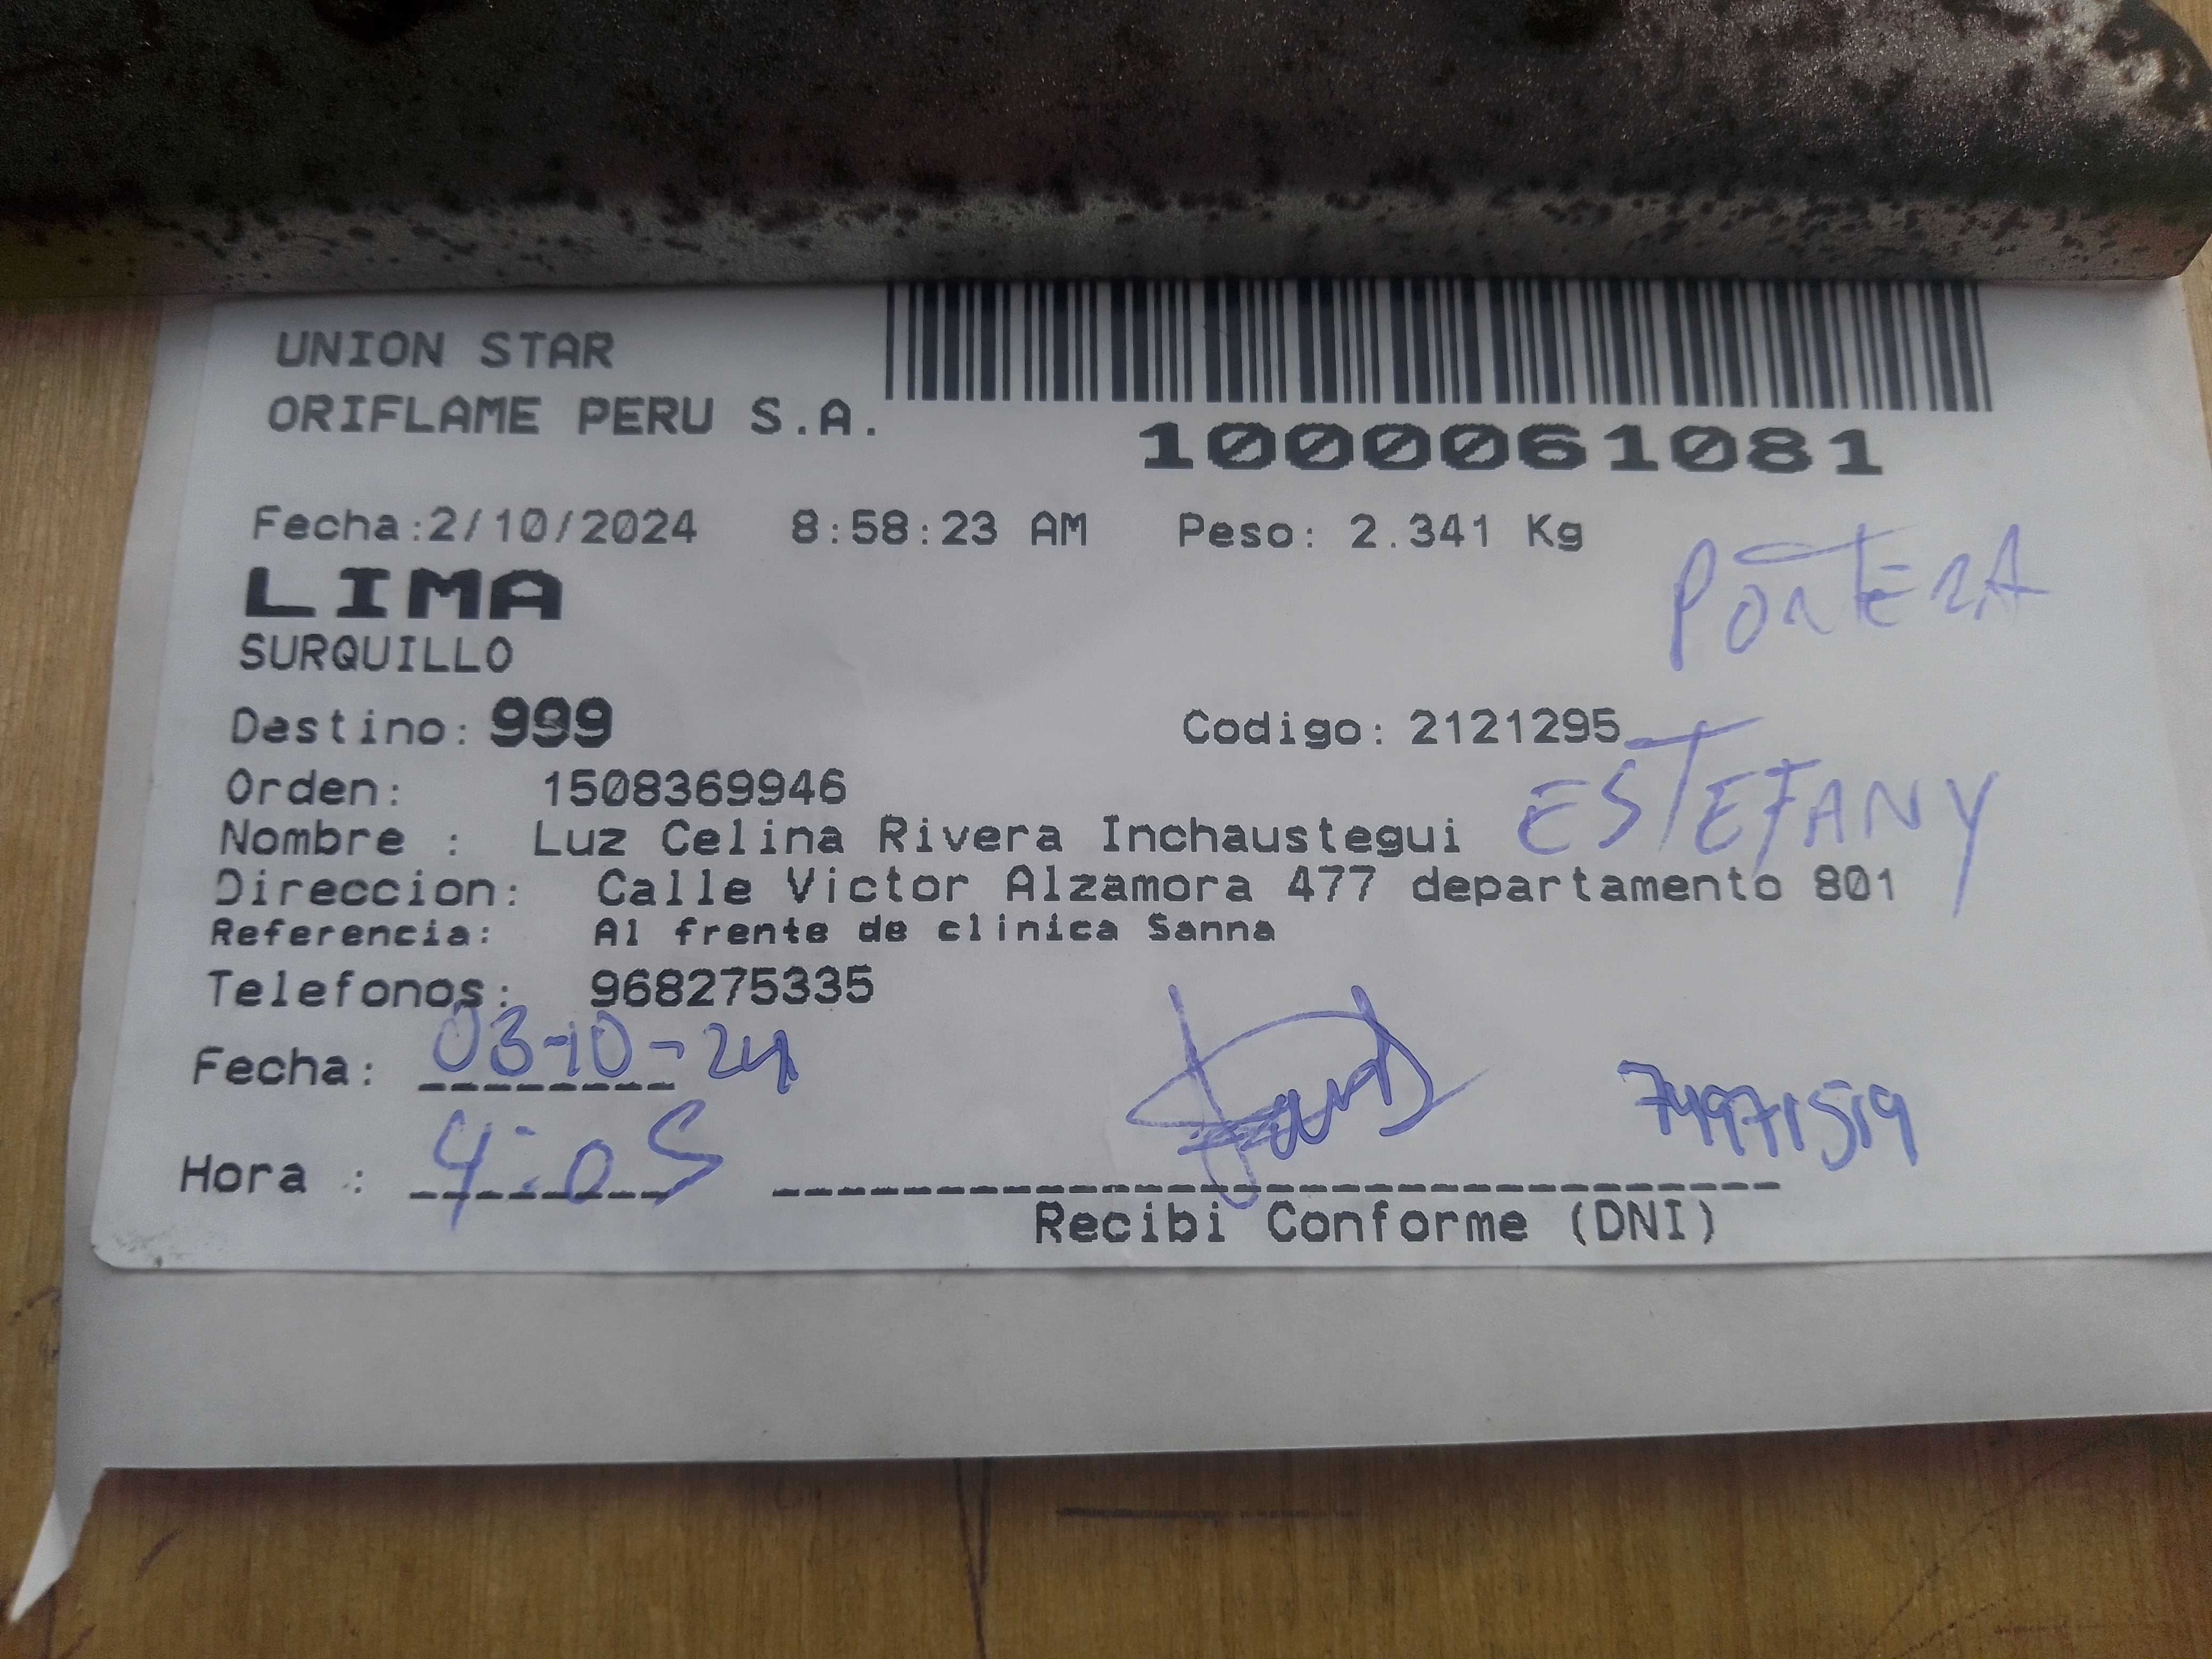 UNION STAR
ORIFLAME PERU S.A.
1000061081
Fecha:2/10/2024 8:58:23 AM Peso: 2.341 Kg
PORTERA
LIMA
SURQUILLO
Destino: 999 Codigo: 2121295
Orden: 1508369946
ESTEFANY
Nombre : Luz Celina Rivera Inchaustegui
Direccion: Calle Victor Alzamora 477 departamento 801
Referencia: Al frente de clinica Sanna
Telefonos: 968275335
Fecha: 03-10-24
74971519
Hora : 4:05
Recibi Conforme (DNI)